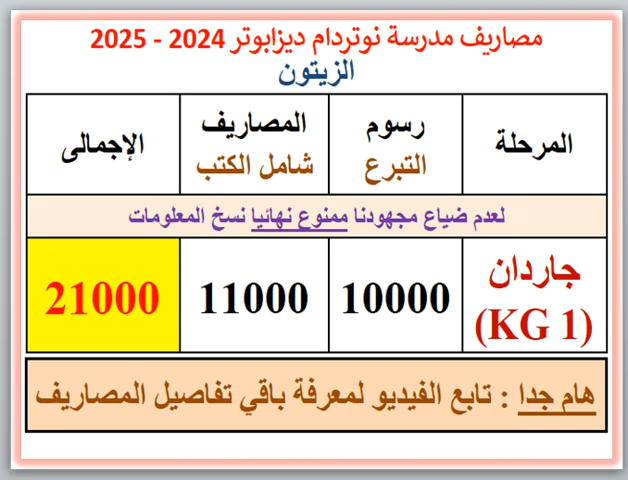 مصاريف مدرسة نوتردام ديزابوتر 2024 - 2025
الزيتون
المرحلة
رسوم
التبرع
المصاريف
شامل الكتب
الإجمالى
لعدم ضياع مجهودنا ممنوع نهائيا نسخ المعلومات
جاردان
(KG 1)
10000
11000
21000
هام جدا : تابع الفيديو لمعرفة باقي تفاصيل المصاريف